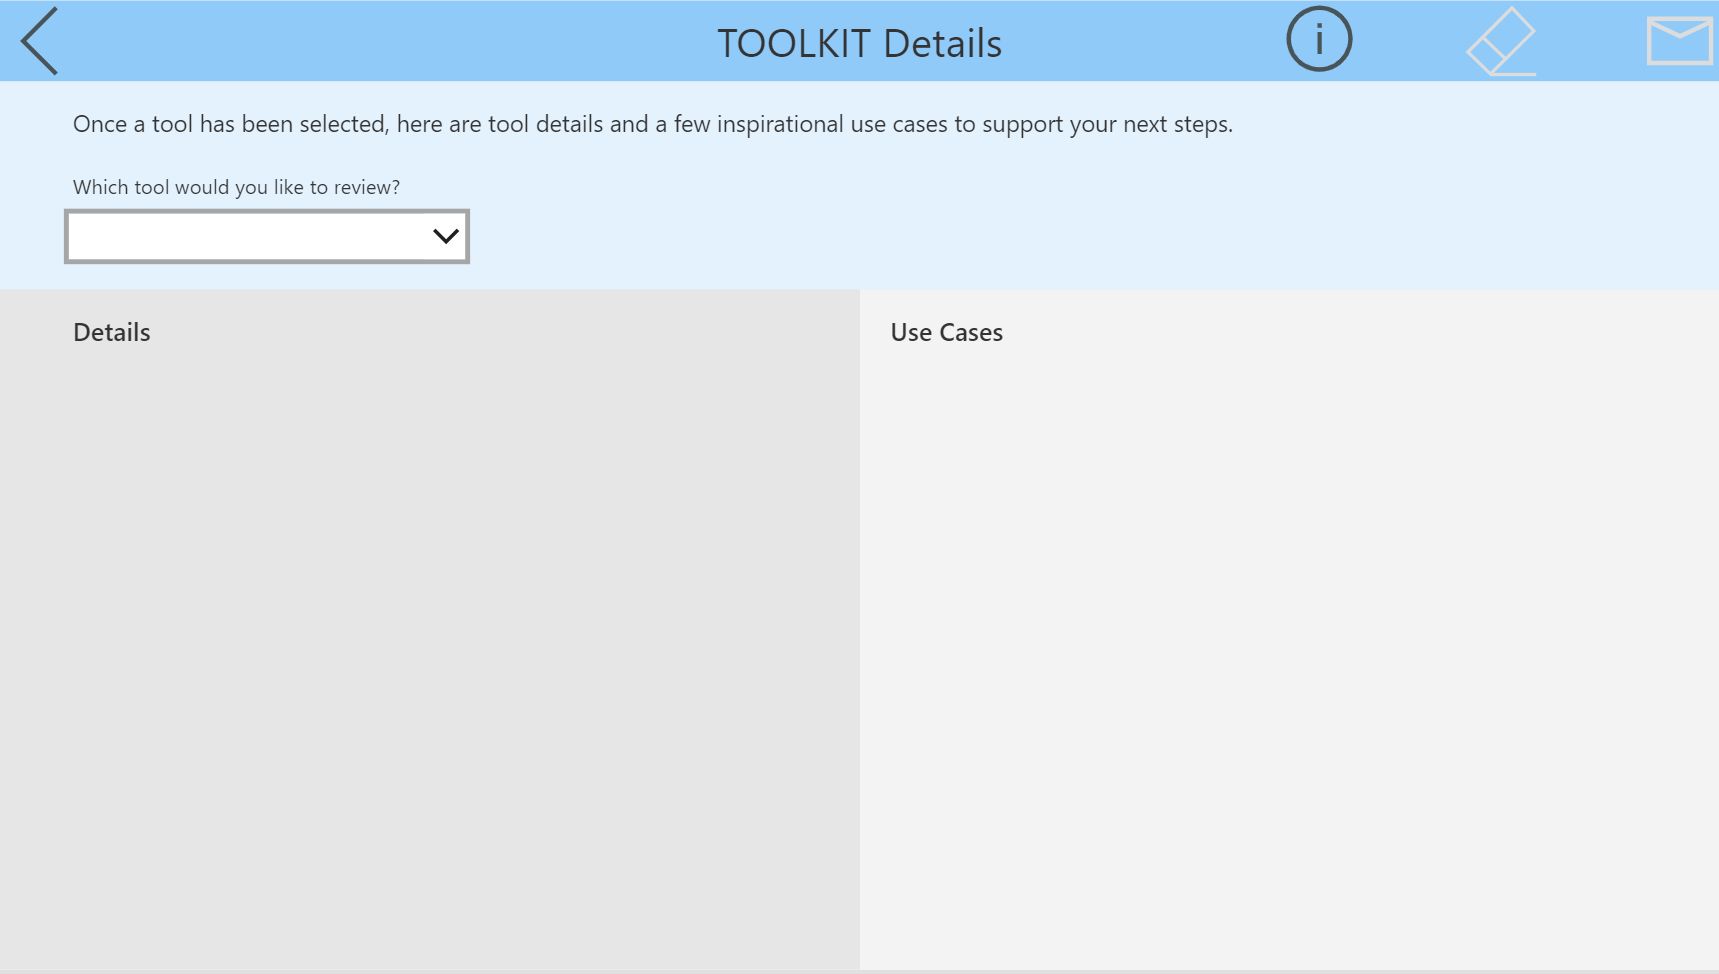 TOOLKIT Details
Once a tool has been selected, here are tool details and a few inspirational use cases to support your next steps.
Which tool would you like to review?
Details
Use Cases